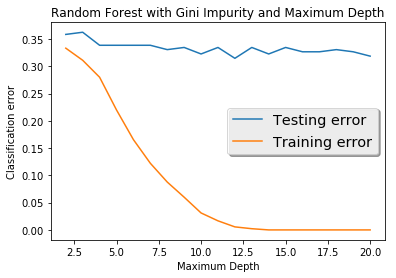 Random Forest with Gini Impurity and Maximum Depth
0.35
0.30
0.25
0.20
0.15
0.10
0.05
0.00
Classification error
Testing error
Training error
2.5 5.0 7.5 10.0 12.5 15.0 17.5 20.0
Maximum Depth